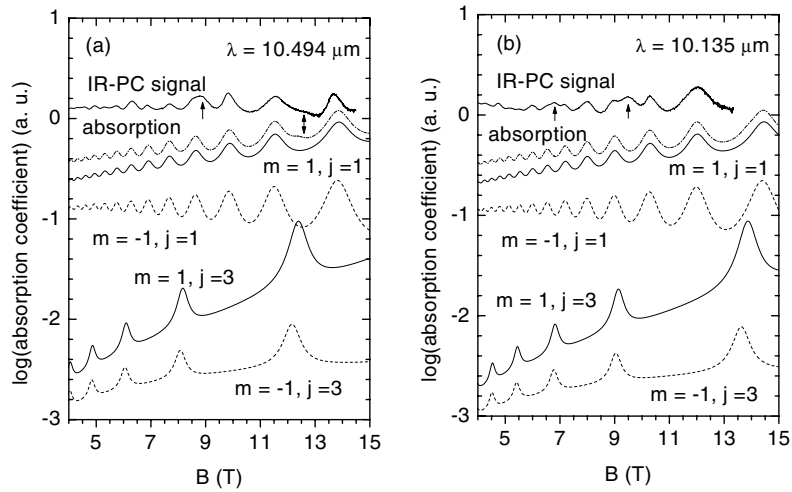 (a)
λ = 10.494 μm
IR-PC signal
absorption
m = 1, j =1
m = -1, j =1
m = 1, j =3
m = -1, j =3
log(absorption coefficient) (a. u.)
1
0
-1
-2
-3
5 7 9 11 13 15
B (T)
(b)
λ = 10.135 μm
IR-PC signal
absorption
m = 1, j =1
m = -1, j =1
m = 1, j =3
m = -1, j =3
log(absorption coefficient) (a. u.)
1
0
-1
-2
-3
5 7 9 11 13 15
B (T)